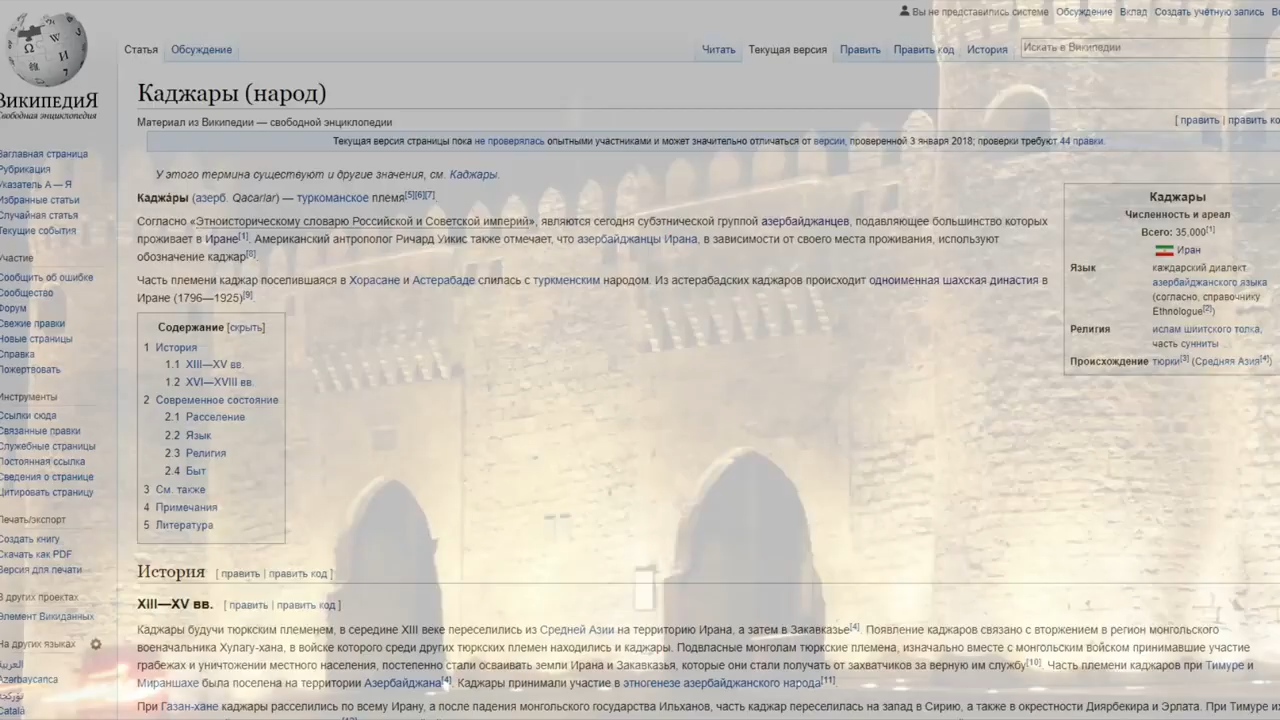 Вы не представились системе Обсуждение Вклад Создать учётную запись
Статья Обсуждение Читать Текущая версия Править Править код История Искать в Википедии
ВикипедиЯ
Свободная энциклопедия
Каджары (народ)
Материал из Википедии — свободной энциклопедии
[ править | править ко
Текущая версия страницы пока не проверялась опытными участниками и может значительно отличаться от версии, проверенной 3 января 2018; проверки требуют 44 правки.
У этого термина существуют и другие значения, см. Каджары.
Каджа́ры (азерб. Qacarlar) — туркоманское племя[5][6][7].
Согласно «Этноисторическому словарю Российской и Советской империй», являются сегодня субэтнической группой азербайджанцев, подавляющее большинство которых
проживает в Иране[1]. Американский антрополог Ричард Уикис также отмечает, что азербайджанцы Ирана, в зависимости от своего места проживания, используют
обозначение каджар[8].
Часть племени каджар поселившаяся в Хорасане и Астерабаде слилась с туркменским народом. Из астерабадских каджаров происходит одноименная шахская династия в
Иране (1796—1925)[9].
Каджары
Численность и ареал
Всего: 35,000[1]
Иран
Язык каждарский диалект
азербайджанского языка
(согласно, справочнику
Ethnologue[2])
Религия ислам шиитского толка,
часть сунниты
Происхождение тюрки[3] (Средняя Азия[4])
Содержание [скрыть]
1 История
1.1 XIII—XV вв.
1.2 XVI—XVIII вв.
2 Современное состояние
2.1 Расселение
2.2 Язык
2.3 Религия
2.4 Быт
3 См. также
4 Примечания
5 Литература
История [ править | править код ]
XIII—XV вв. [ править | править код ]
Каджары будучи тюркским племенем, в середине XIII веке переселились из Средней Азии на территорию Ирана, а затем в Закавказье[4]. Появление каджаров связано с вторжением в регион монгольского
военачальника Хулагу-хана, в войске которого среди других тюркских племен находились и каджары. Подвласные монголам тюркские племена, изначально вместе с монгольским войском принимавшие участие
грабежах и уничтожении местного населения, постепенно стали осваивать земли Ирана и Закавказья, которые они стали получать от захватчиков за верную им службу[10]. Часть племени каджаров при Тимуре и
Мираншахе была поселена на территории Азербайджана[4]. Каджары принимали участие в этногенезе азербайджанского народа[11].
При Газан-хане каджары расселились по всему Ирану, а после падения монгольского государства Ильханов, часть каджар переселилась на запад в Сирию, а также в окрестности Диярбекира и Эрлата. При Тимуре из
Заглавная страница
Рубрикация
Указатель А — Я
Избранные статьи
Случайная статья
Текущие события
Участие
Сообщить об ошибке
Сообщество
Форум
Свежие правки
Новые страницы
Справка
Пожертвовать
Инструменты
Ссылки сюда
Связанные правки
Служебные страницы
Постоянная ссылка
Сведения о странице
Цитировать страницу
Печать/экспорт
Создать книгу
Скачать как PDF
Версия для печати
В других проектах
Элемент Викиданных
На других языках
العربية
Azərbaycanca
تۆرکجه
Català